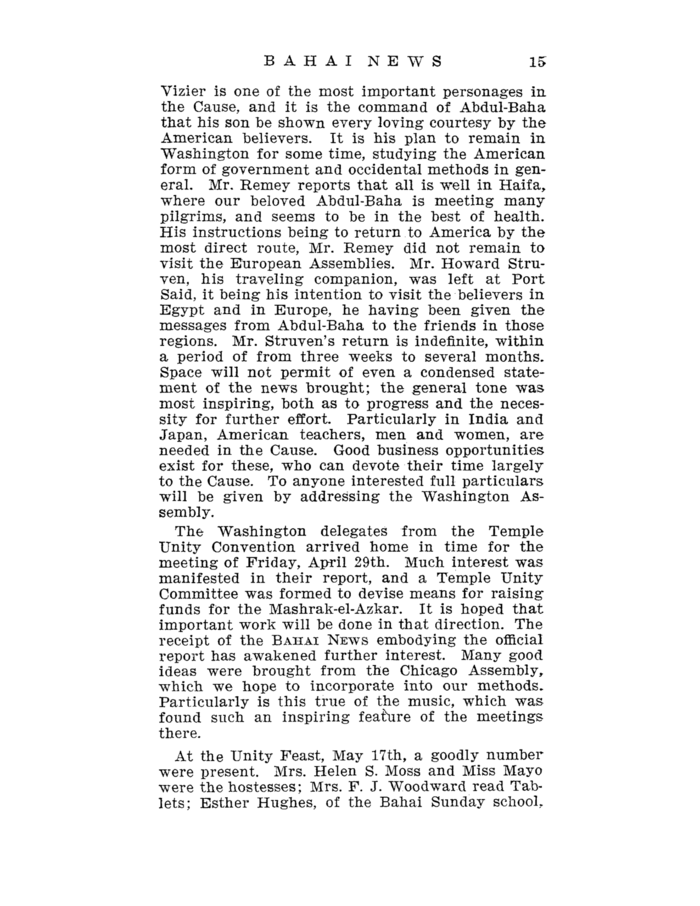 BAHAI NEWS 15
Vizier is one of the most important personages in
the Cause, and it is the command of Abdul-Baha
that his son be shown every loving courtesy by the
American believers. It is his plan to remain in
Washington for some time, studying the American
form of government and occidental methods in gen-
eral. Mr. Remey reports that all is well in Haifa,
where our beloved Abdul-Baha is meeting many
pilgrims, and seems to be in the best of health.
His instructions being to return to America by the
most direct route, Mr. Remey did not remain to
visit the European Assemblies. Mr. Howard Stru-
ven, his traveling companion, was left at Port
Said, it being his intention to visit the believers in
Egypt and in Europe, he having been given the
messages from Abdul-Baha to the friends in those
regions. Mr. Struven's return is indefinite, within
a period of from three weeks to several months.
Space will not permit of even a condensed state-
ment of the news brought; the general tone was
most inspiring, both as to progress and the neces-
sity for further effort. Particularly in India and
Japan, American teachers, men and women, are
needed in the Cause. Good business opportunities
exist for these, who can devote their time largely
to the Cause. To anyone interested full particulars
will be given by addressing the Washington As-
sembly.
The Washington delegates from the Temple
Unity Convention arrived home in time for the
meeting of Friday, April 29th. Much interest was
manifested in their report, and a Temple Unity
Committee was formed to devise means for raising
funds for the Mashrak-el-Azkar. It is hoped that
important work will be done in that direction. The
receipt of the BAHAI NEWS embodying the official
report has awakened further interest. Many good
ideas were brought from the Chicago Assembly,
which we hope to incorporate into our methods.
Particularly is this true of the music, which was
found such an inspiring feature of the meetings
there.
At the Unity Feast, May 17th, a goodly number
were present. Mrs. Helen S. Moss and Miss Mayo
were the hostesses; Mrs. F. J. Woodward read Tab-
lets; Esther Hughes, of the Bahai Sunday school,